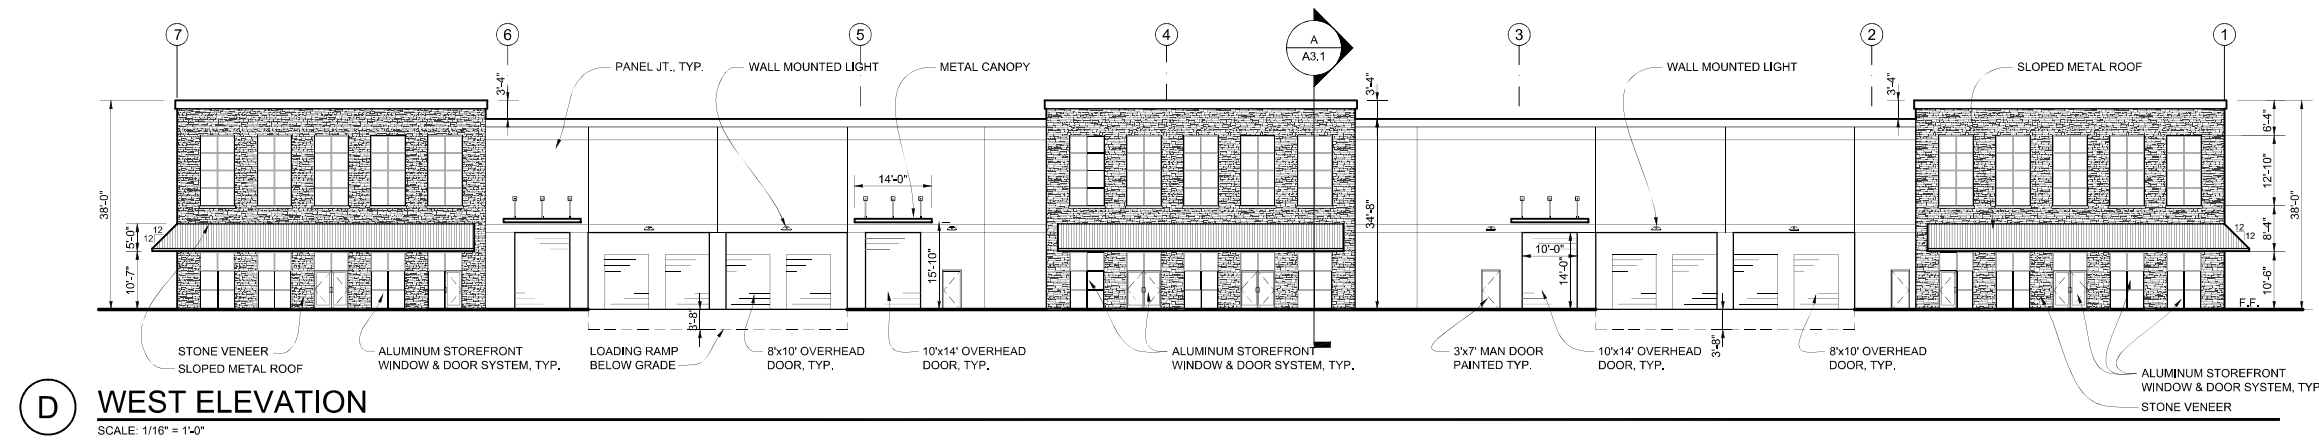 7
6
5
4
A
A3.1
3
2
1
PANEL JT., TYP.
WALL MOUNTED LIGHT
METAL CANOPY
WALL MOUNTED LIGHT
SLOPED METAL ROOF
3'-4"
3'-4"
3'-4"
38'-0"
12
12
5'-0"
10'-7"
14'-0"
15'-10"
34'-8"
10'-0"
14'-0"
6'-4"
12'-10"
8'-4"
10'-6"
38'-0"
12
12
F.F.
3'-8"
3'-8"
STONE VENEER
SLOPED METAL ROOF
ALUMINUM STOREFRONT
WINDOW & DOOR SYSTEM, TYP.
LOADING RAMP
BELOW GRADE
8'x10' OVERHEAD
DOOR, TYP.
10'x14' OVERHEAD
DOOR, TYP.
ALUMINUM STOREFRONT
WINDOW & DOOR SYSTEM, TYP.
3'x7' MAN DOOR
PAINTED TYP.
10'x14' OVERHEAD
DOOR, TYP.
8'x10' OVERHEAD
DOOR, TYP.
ALUMINUM STOREFRONT
WINDOW & DOOR SYSTEM, TYP
STONE VENEER
D
WEST ELEVATION
SCALE: 1/16" = 1'-0"